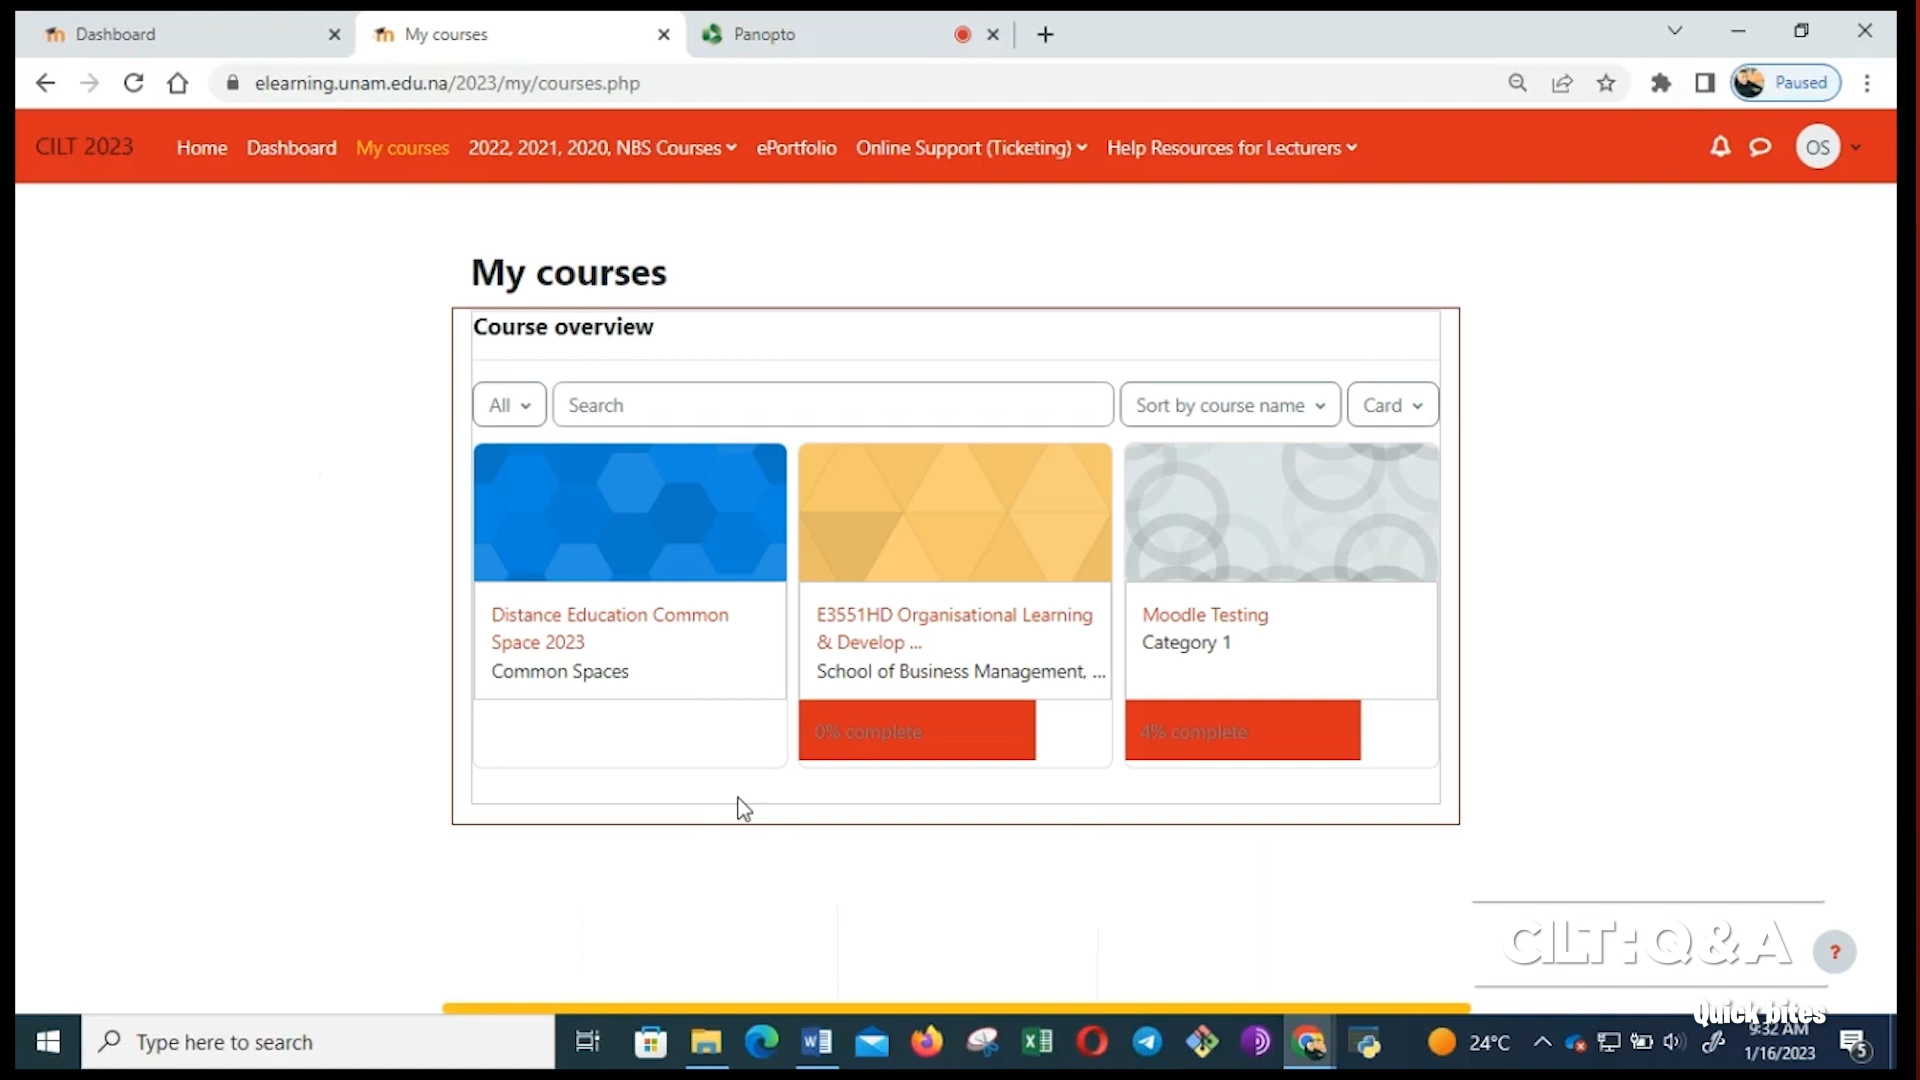 Dashboard
My courses
Panopto
elearning.unam.edu.na/2023/my/courses.php
Paused
CILT 2023
Home
Dashboard
My courses
2022, 2021, 2020, NBS Courses
ePortfolio
Online Support (Ticketing)
Help Resources for Lecturers
OS
My courses
Course overview
All
Search
Sort by course name
Card
Distance Education Common
Space 2023
Common Spaces
E3551HD Organisational Learning
& Develop ...
School of Business Management, ...
0% complete
Moodle Testing
Category 1
4% complete
CILT:Q&A
?
Quick bites
Type here to search
24°C
9:32 AM
1/16/2023
5